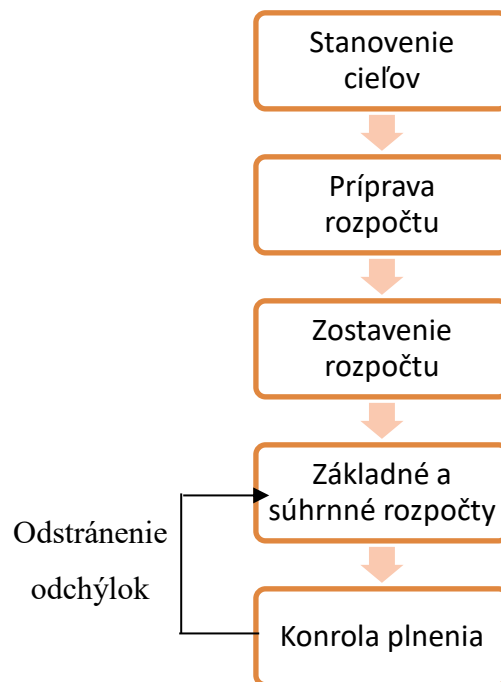 Stanovenie
cieľov
Príprava
rozpočtu
Zostavenie
rozpočtu
Základné a
súhrnné rozpočty
Odstránenie
odchýlok
Konrola plnenia